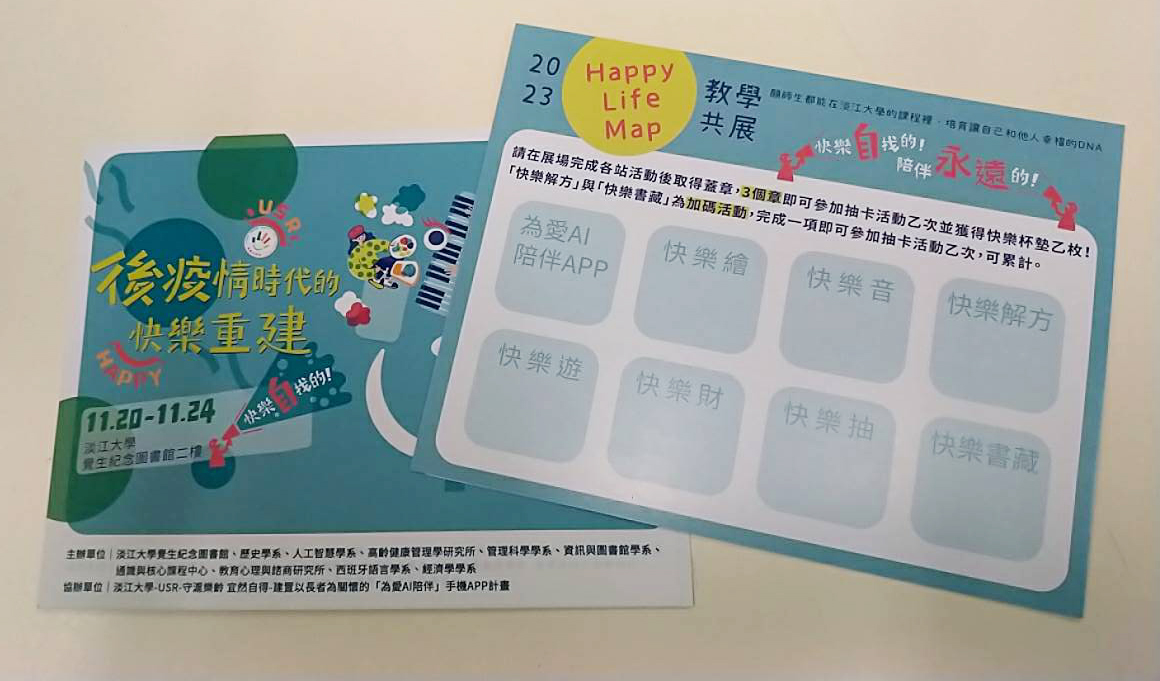 USR
後疫情時代的
快樂重建
HAPPY
快樂自找的!
11.20-11.24
淡江大學
覺生紀念圖書館二樓
主辦單位|淡江大學覺生紀念圖書館、歷史學系、人工智慧學系、高齡健康管理學研究所、管理科學學系、資訊與圖書館學系、
通識與核心課程中心、教育心理與諮商研究所、西班牙語言學系、經濟學學系
協辦單位|淡江大學-USR-守滬樂齡 宜然自得-建置以長者為關懷的「為愛AI陪伴」手機APP計畫
20
23
Happy
Life
Map
教學
共展
願師生都能在淡江大學的課程裡,培育讓自己和他人幸福的DNA
快樂自找的!
陪伴永遠的!
請在展場完成各站活動後取得蓋章,3個章即可參加抽卡活動乙次並獲得快樂杯墊乙枚!
「快樂解方」與「快樂書藏」為加碼活動,完成一項即可參加抽卡活動乙次,可累計。
為愛AI
陪伴APP
快樂繪
快樂音
快樂解方
快樂遊
快樂財
快樂抽
快樂書藏